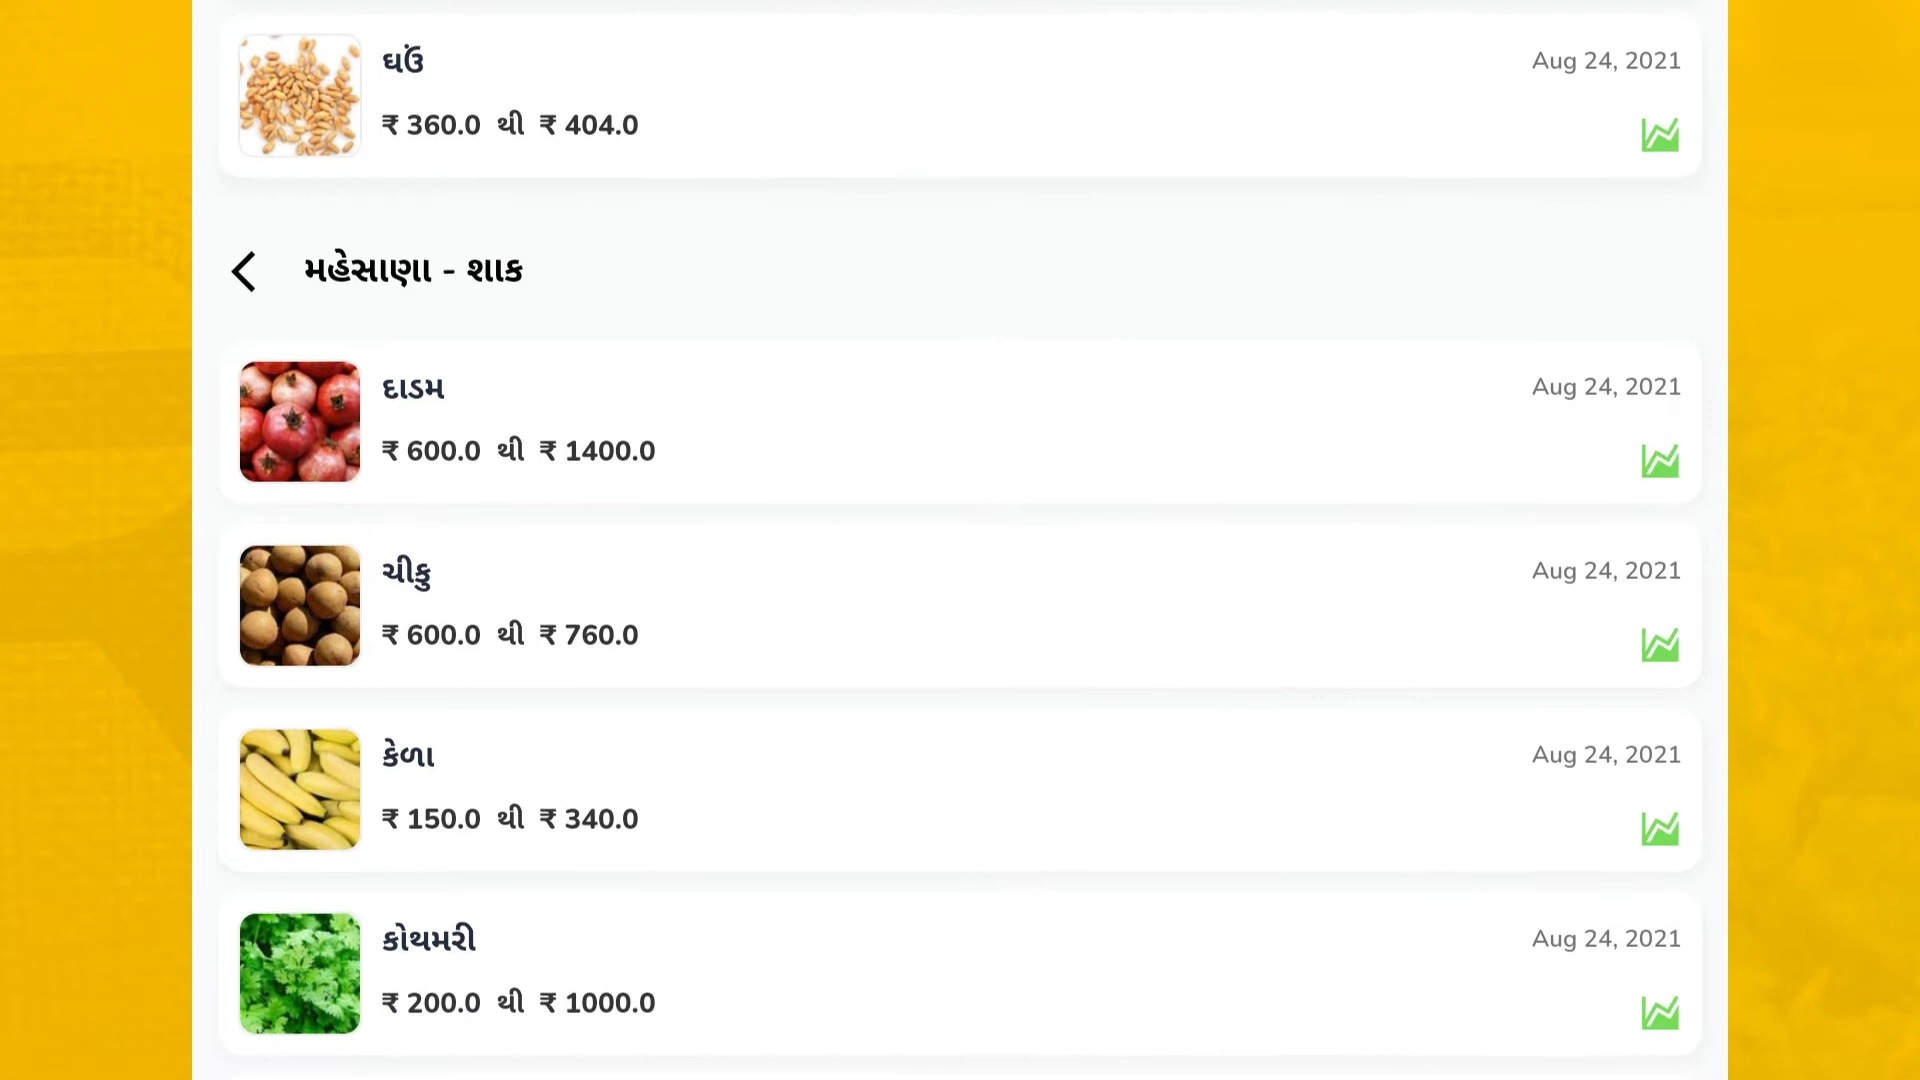 ઘઉં
Aug 24, 2021
₹ 360.0 થી ₹ 404.0
મહેસાણા - શાક
દાડમ
Aug 24, 2021
₹ 600.0 થી ₹ 1400.0
ચીકુ
Aug 24, 2021
₹ 600.0 થી ₹ 760.0
કેળા
Aug 24, 2021
₹ 150.0 થી ₹ 340.0
કોથમરી
Aug 24, 2021
₹ 200.0 થી ₹ 1000.0